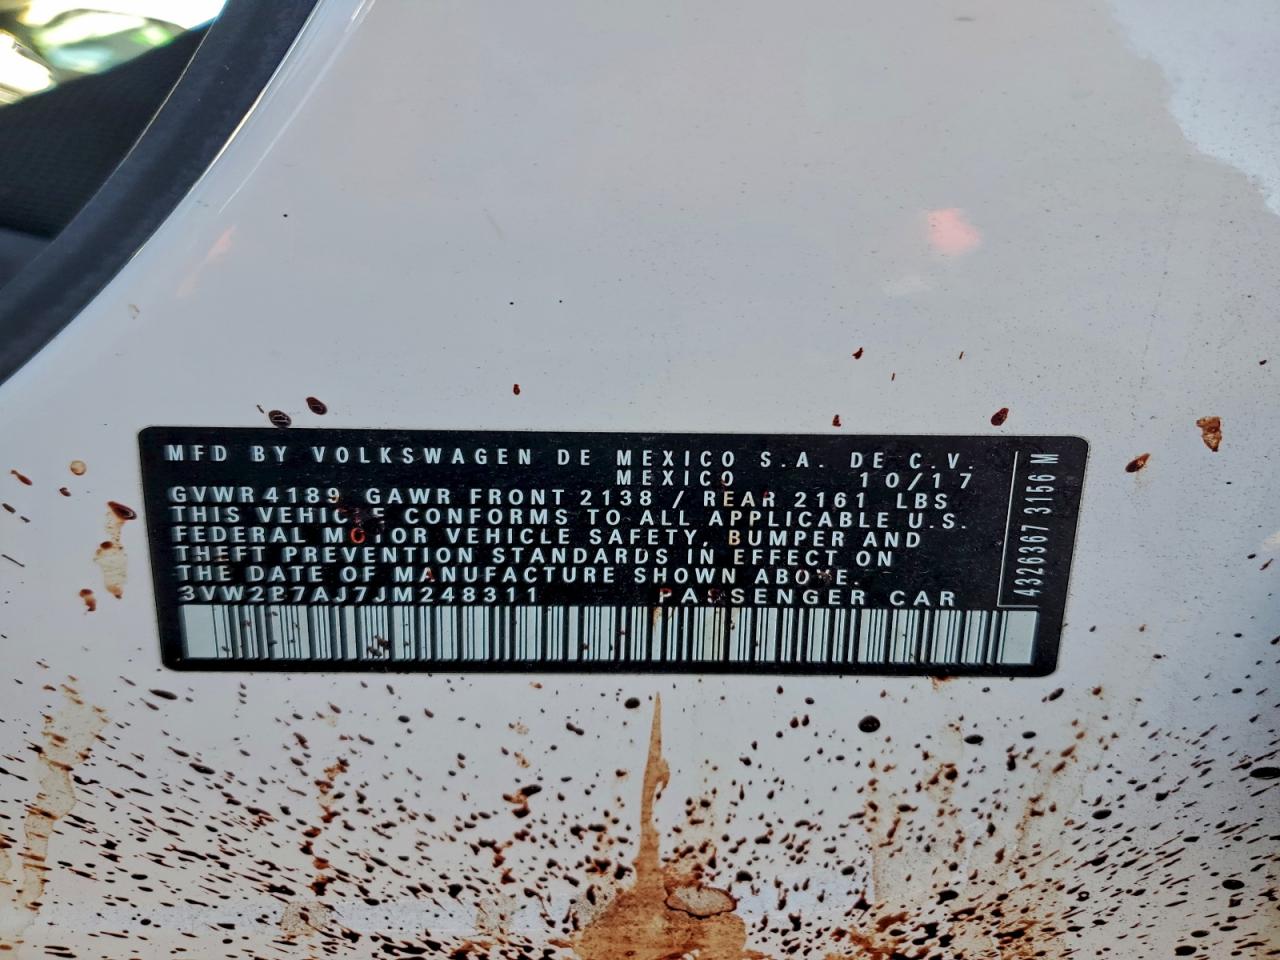 MFD BY VOLKSWAGEN DE MEXICO S.A. DE C.V.
MEXICO 10/17
GVWR 4189 GAWR FRONT 2138 / REAR 2161 LBS
THIS VEHICLE CONFORMS TO ALL APPLICABLE U.S.
FEDERAL MOTOR VEHICLE SAFETY, BUMPER AND
THEFT PREVENTION STANDARDS IN EFFECT ON
THE DATE OF MANUFACTURE SHOWN ABOVE.
3VW2B7AJ7JM248311 PASSENGER CAR
4326367 3156 M